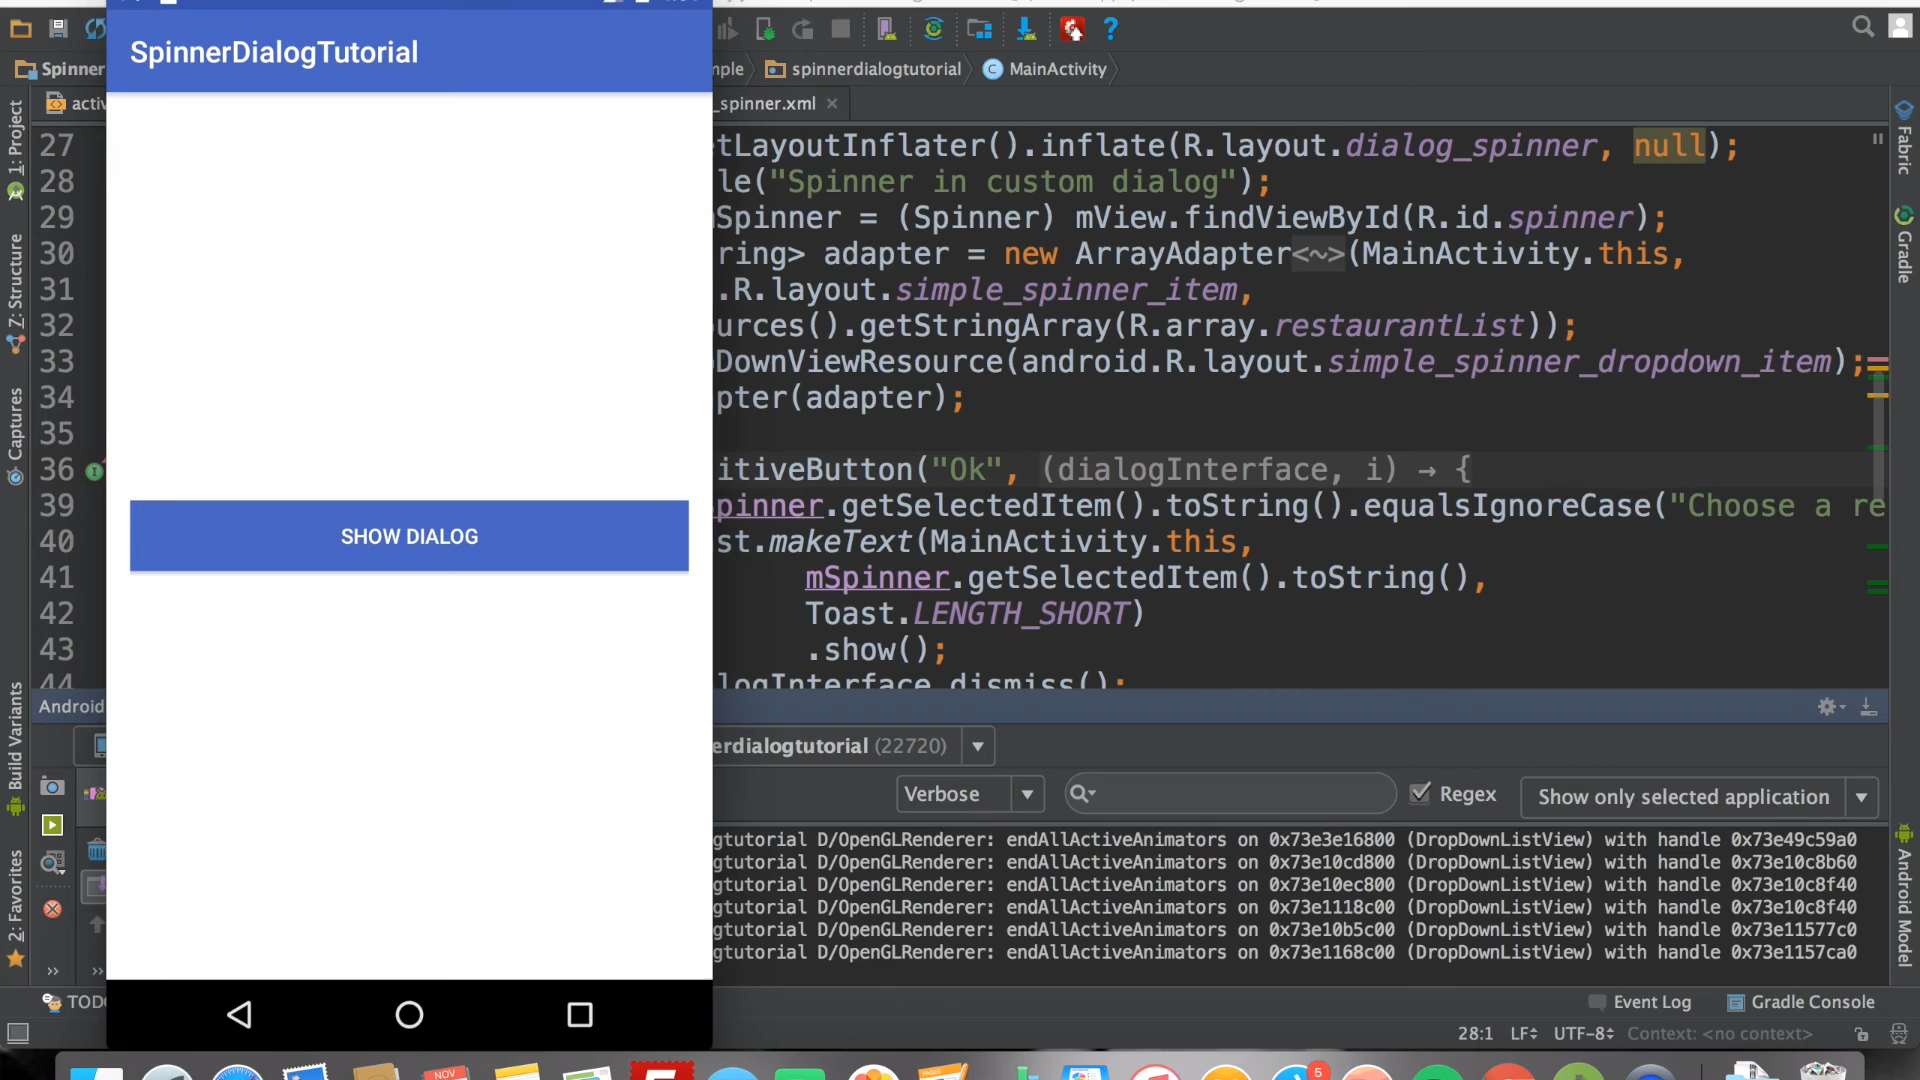 SpinnerDialogTutorial
SHOW DIALOG
Spinner
mple
spinnerdialogtutorial
MainActivity
activ
_spinner.xml
27 tLayoutInflater().inflate(R.layout.dialog_spinner, null);
28 le("Spinner in custom dialog");
29 Spinner = (Spinner) mView.findViewById(R.id.spinner);
30 ring> adapter = new ArrayAdapter<~>(MainActivity.this,
31 .R.layout.simple_spinner_item,
32 urces().getStringArray(R.array.restaurantList));
33 DownViewResource(android.R.layout.simple_spinner_dropdown_item);
34 pter(adapter);
35
36 itiveButton("Ok", (dialogInterface, i) → {
39 pinner.getSelectedItem().toString().equalsIgnoreCase("Choose a re
40 st.makeText(MainActivity.this,
41 mSpinner.getSelectedItem().toString(),
42 Toast.LENGTH_SHORT)
43 .show();
44 logInterface.dismiss();
1: Project
Z: Structure
Captures
Build Variants
2: Favorites
Fabric
Gradle
Android Model
Android
erdialogtutorial (22720)
Verbose
Regex
Show only selected application
gtutorial D/OpenGLRenderer: endAllActiveAnimators on 0x73e3e16800 (DropDownListView) with handle 0x73e49c59a0
gtutorial D/OpenGLRenderer: endAllActiveAnimators on 0x73e10cd800 (DropDownListView) with handle 0x73e10c8b60
gtutorial D/OpenGLRenderer: endAllActiveAnimators on 0x73e10ec800 (DropDownListView) with handle 0x73e10c8f40
gtutorial D/OpenGLRenderer: endAllActiveAnimators on 0x73e1118c00 (DropDownListView) with handle 0x73e10c8f40
gtutorial D/OpenGLRenderer: endAllActiveAnimators on 0x73e10b5c00 (DropDownListView) with handle 0x73e11577c0
gtutorial D/OpenGLRenderer: endAllActiveAnimators on 0x73e1168c00 (DropDownListView) with handle 0x73e1157ca0
TODO
Event Log
Gradle Console
28:1 LF UTF-8 Context: <no context>
NOV
PAGES
5